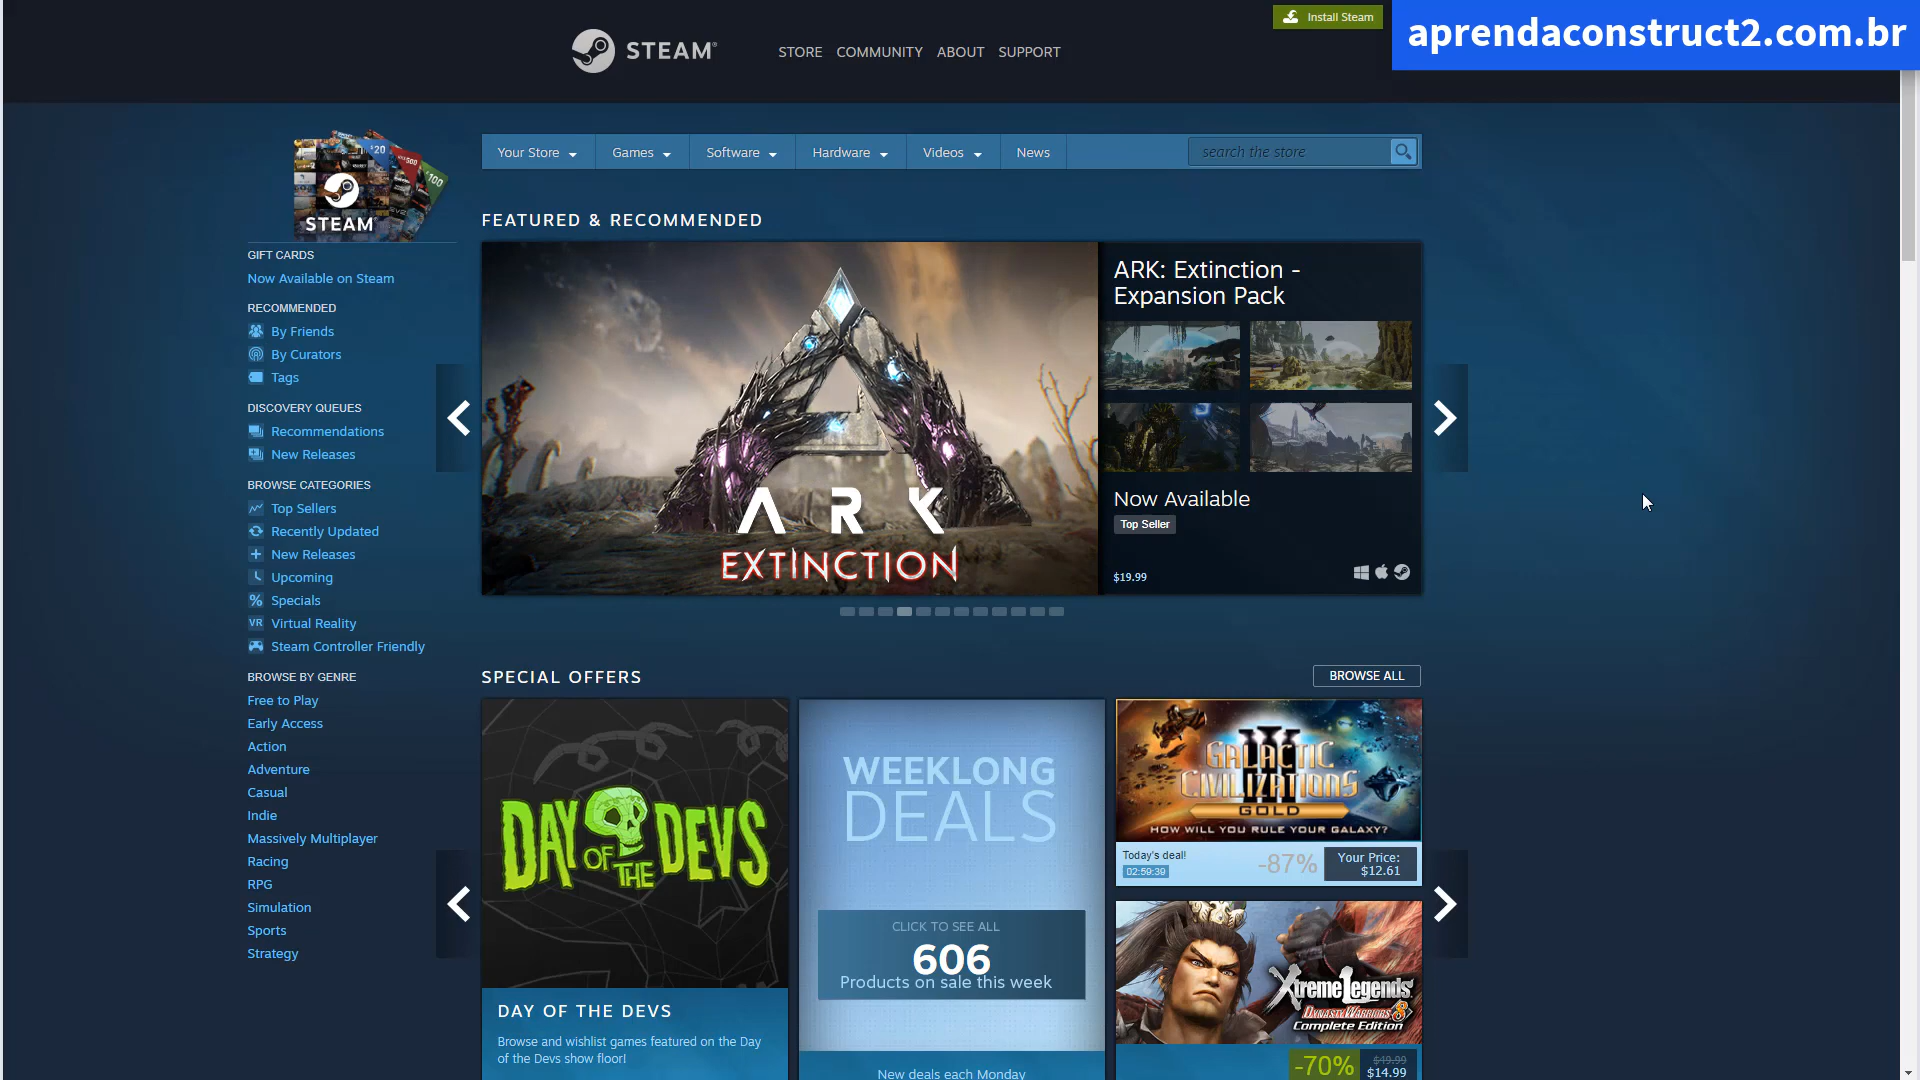 Install Steam
aprendaconstruct2.com.br
STEAM®
STORE COMMUNITY ABOUT SUPPORT
$20
$100
STEAM
Your Store Games Software Hardware Videos News
search the store
FEATURED & RECOMMENDED
GIFT CARDS
Now Available on Steam
RECOMMENDED
By Friends
By Curators
Tags
DISCOVERY QUEUES
Recommendations
New Releases
BROWSE CATEGORIES
Top Sellers
Recently Updated
New Releases
Upcoming
% Specials
VR Virtual Reality
Steam Controller Friendly
BROWSE BY GENRE
Free to Play
Early Access
Action
Adventure
Casual
Indie
Massively Multiplayer
Racing
RPG
Simulation
Sports
Strategy
ARK
EXTINCTION
ARK: Extinction -
Expansion Pack
Now Available
Top Seller
$19.99
SPECIAL OFFERS
BROWSE ALL
DAY OF THE DEVS
DAY OF THE DEVS
Browse and wishlist games featured on the Day
of the Devs show floor!
WEEKLONG
DEALS
CLICK TO SEE ALL
606
Products on sale this week
New deals each Monday
GALACTIC
III
CIVILIZATIONS
GOLD
HOW WILL YOU RULE YOUR GALAXY?
Today's deal!
02:59:39
-87%
Your Price:
$12.61
Xtreme Legends
DYNASTY WARRIORS 8
Complete Edition
-70%
$49.99
$14.99